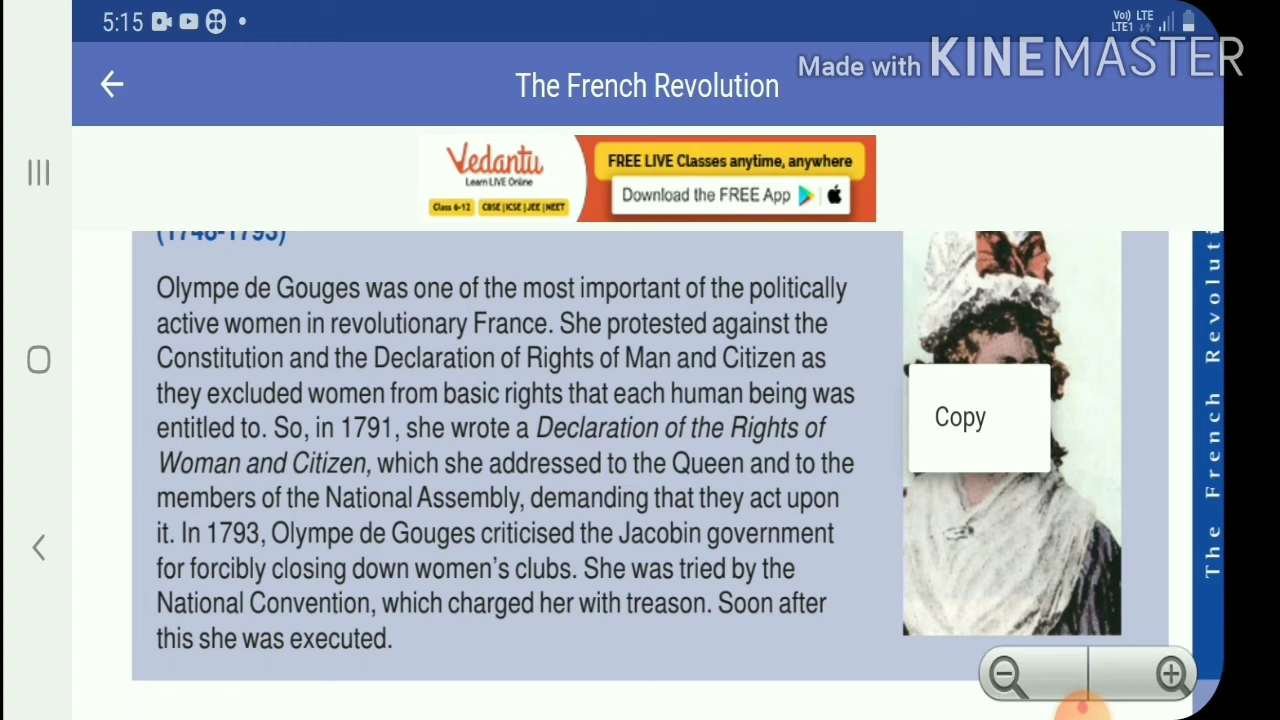 5:15
Vo) LTE
LTE1
Made with KINEMASTER
The French Revolution
Vedantu
Learn LIVE Online
Class 6-12 CBSE | ICSE | JEE | NEET
FREE LIVE Classes anytime, anywhere
Download the FREE App
(1748-1793)
Olympe de Gouges was one of the most important of the politically
active women in revolutionary France. She protested against the
Constitution and the Declaration of Rights of Man and Citizen as
they excluded women from basic rights that each human being was
entitled to. So, in 1791, she wrote a Declaration of the Rights of
Woman and Citizen, which she addressed to the Queen and to the
members of the National Assembly, demanding that they act upon
it. In 1793, Olympe de Gouges criticised the Jacobin government
for forcibly closing down women's clubs. She was tried by the
National Convention, which charged her with treason. Soon after
this she was executed.
Copy
The French Revoluti